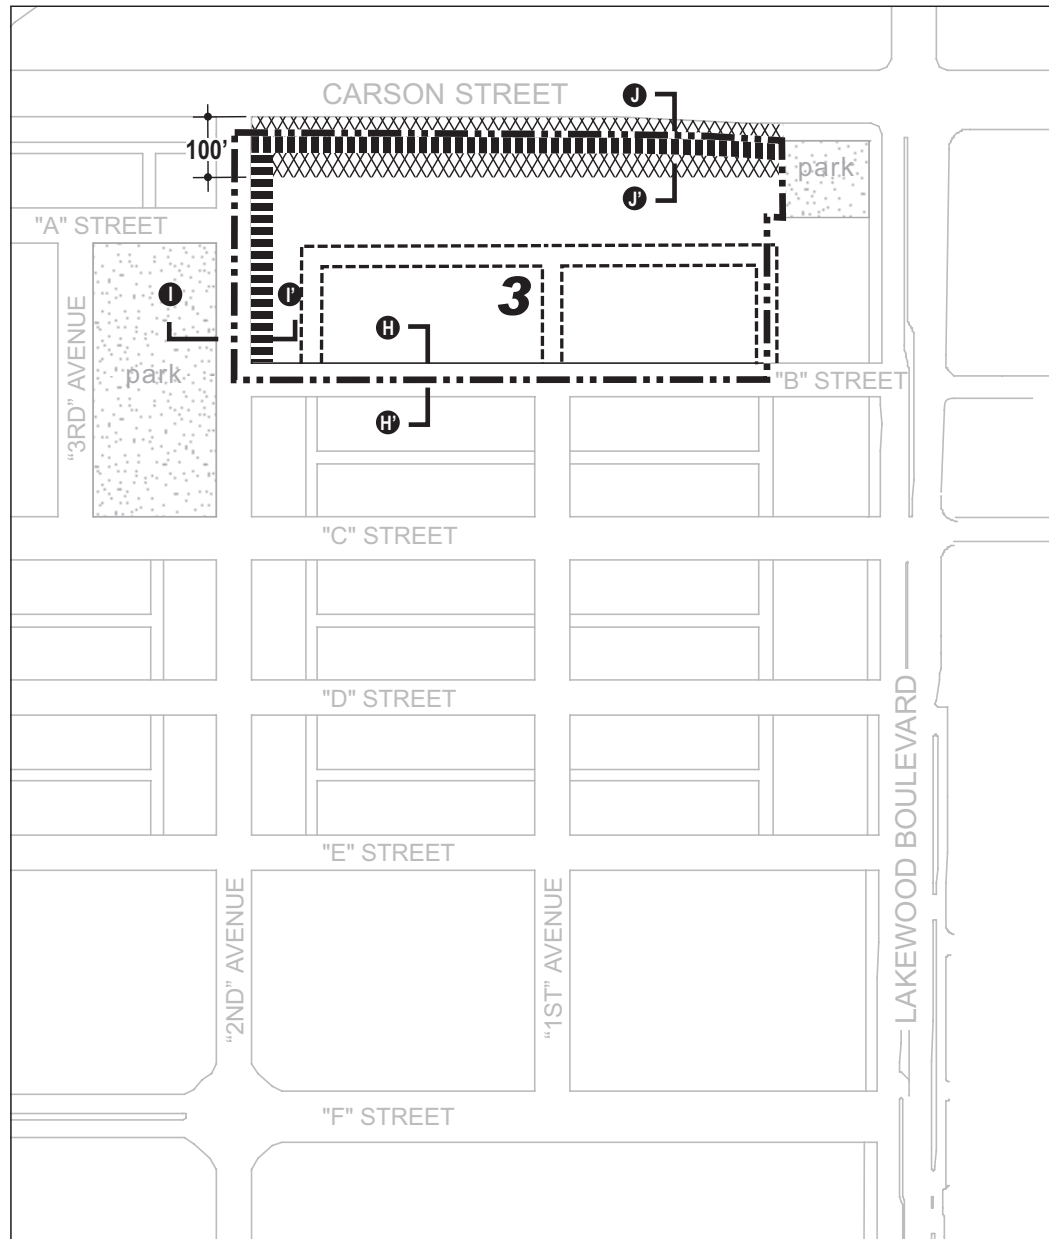 CARSON STREET
J
100'
park
J'
"A" STREET
I
I'
3
H
"3RD” AVENUE
park
"B" STREET
H'
"C" STREET
"D" STREET
LAKEWOOD BOULEVARD
"E" STREET
“2ND” AVENUE
“1ST” AVENUE
"F" STREET